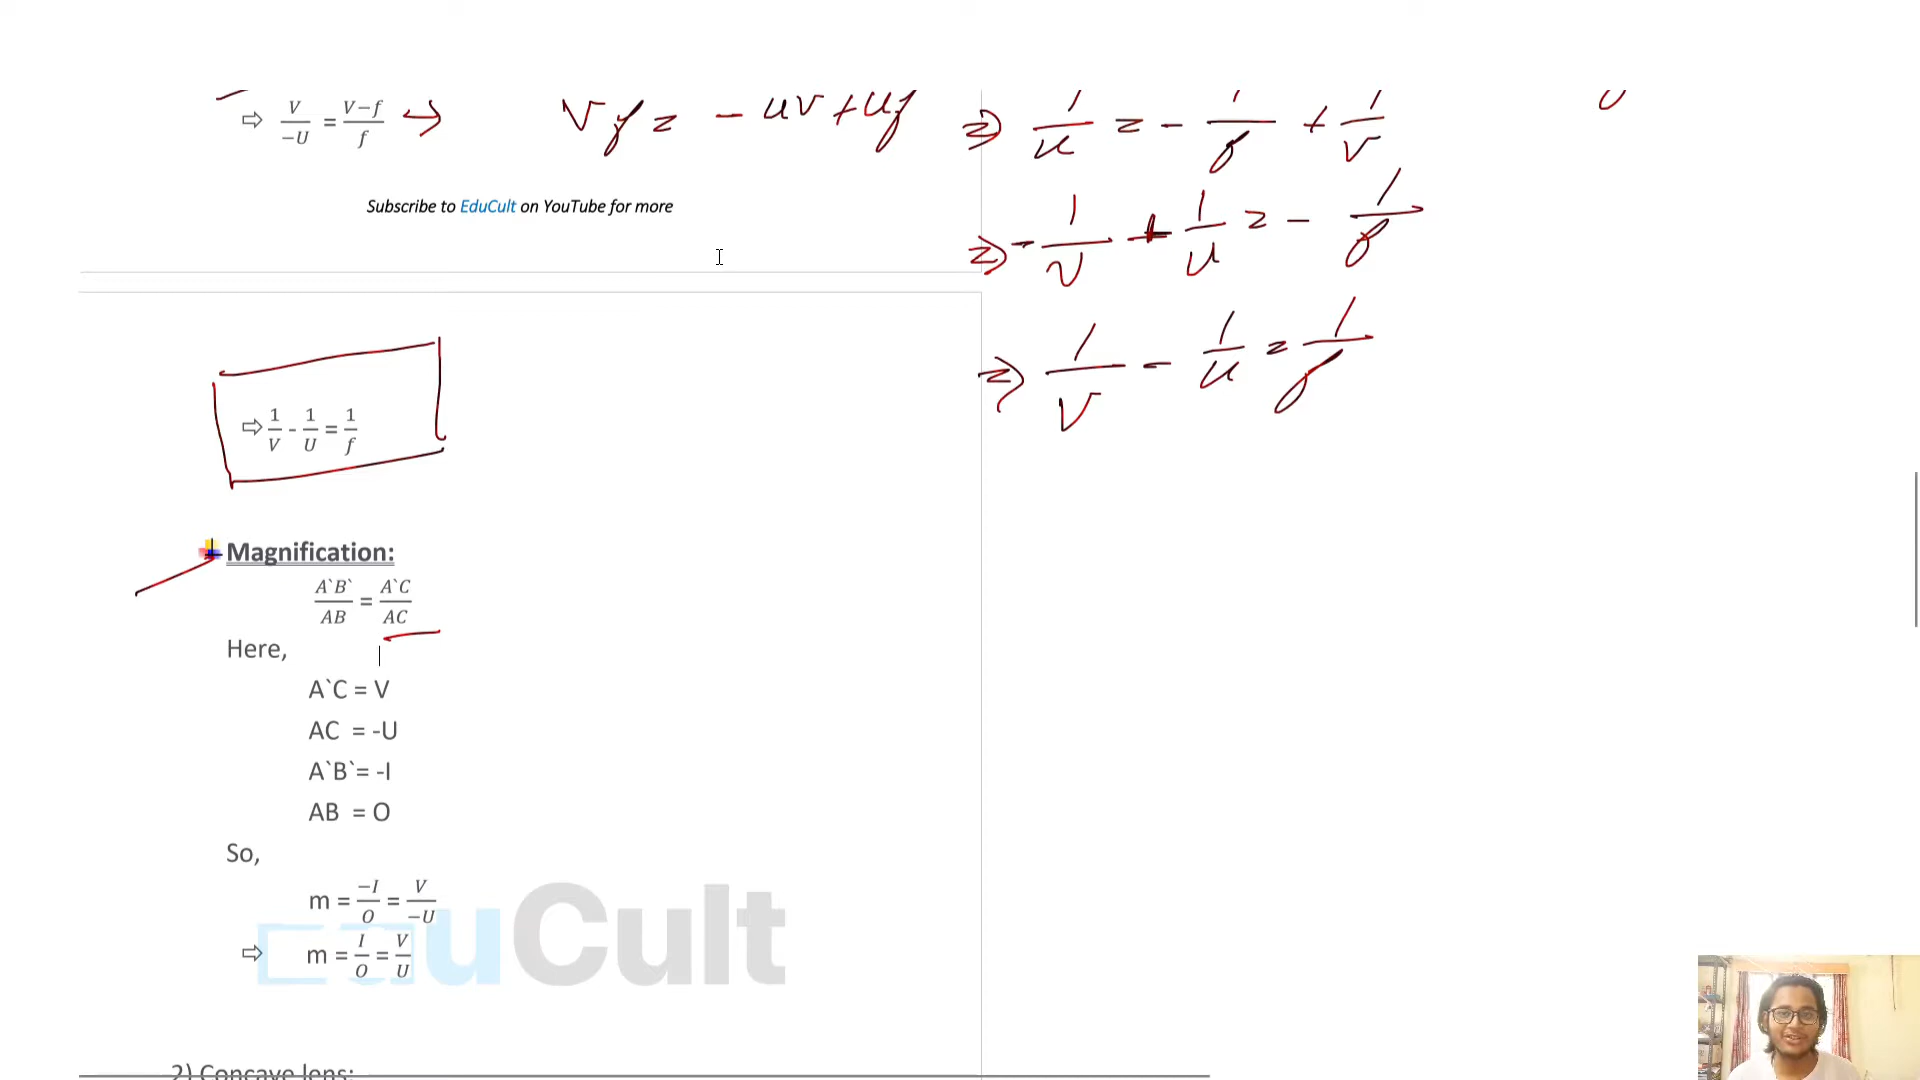 ⇨ V/−U = V−f/f → Vf = - uv + uf
⇒ 1/u = - 1/f + 1/v
Subscribe to EduCult on YouTube for more
⇒ - 1/v + 1/u = - 1/f
⇒ 1/v - 1/u = 1/f
⇨ 1/V - 1/U = 1/f
Magnification:
A`B`/AB = A`C/AC
Here,
A`C = V
AC = -U
A`B`= -I
AB = O
So,
m = −I/O = V/−U
⇨ m = I/O = V/U
EduCult
2) Concave lens: